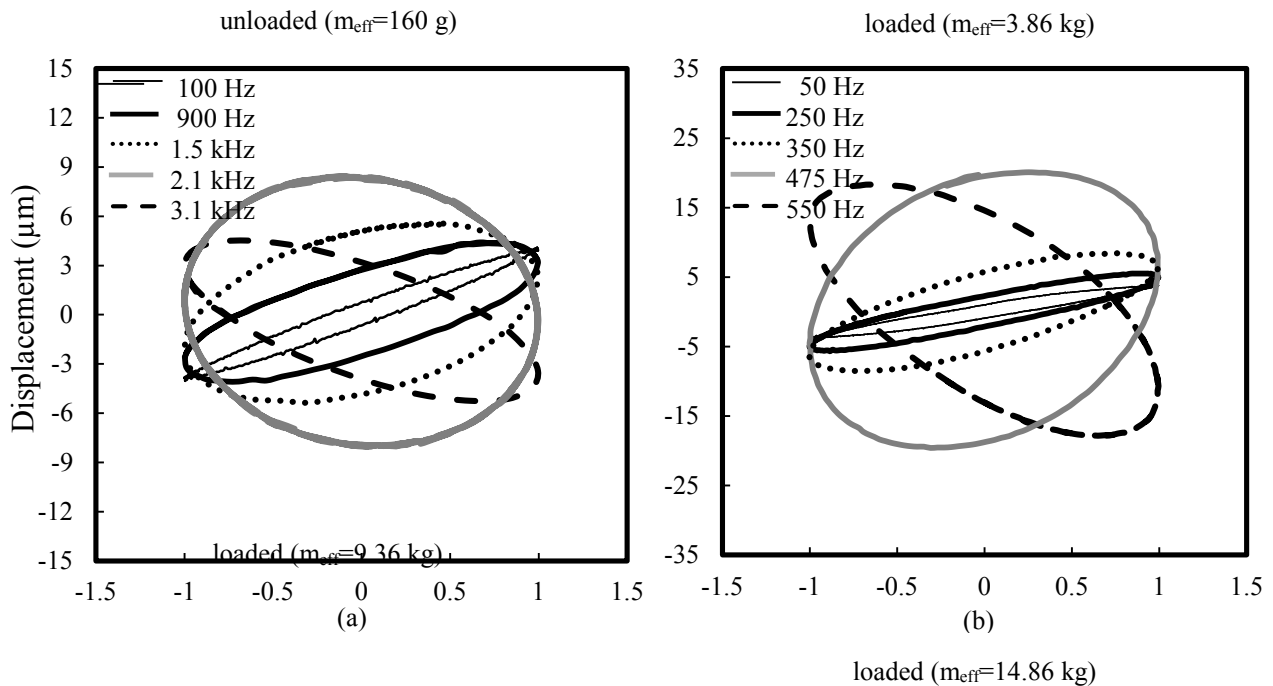 unloaded (meff=160 g)
15
12
9
6
3
0
-3
-6
-9
-12
-15
Displacement (µm)
100 Hz
900 Hz
1.5 kHz
2.1 kHz
3.1 kHz
loaded (meff=9.36 kg)
-1.5 -1 -0.5 0 0.5 1 1.5
(a)
loaded (meff=3.86 kg)
35
25
15
5
-5
-15
-25
-35
50 Hz
250 Hz
350 Hz
475 Hz
550 Hz
-1.5 -1 -0.5 0 0.5 1 1.5
(b)
loaded (meff=14.86 kg)